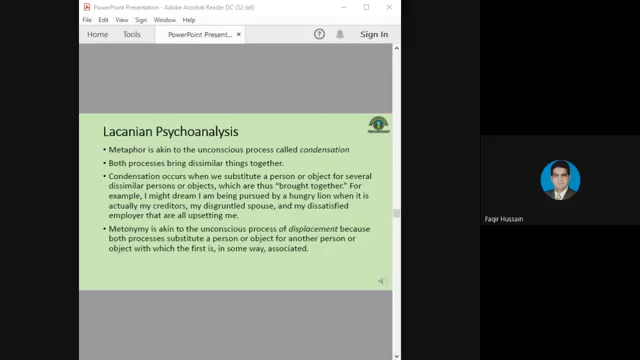 PowerPoint Presentation - Adobe Acrobat Reader DC (32-bit)
File Edit View Sign Window Help
Home Tools PowerPoint Present... × Sign In
Lacanian Psychoanalysis
• Metaphor is akin to the unconscious process called condensation
• Both processes bring dissimilar things together.
• Condensation occurs when we substitute a person or object for several
dissimilar persons or objects, which are thus “brought together.” For
example, I might dream I am being pursued by a hungry lion when it is
actually my creditors, my disgruntled spouse, and my dissatisfied
employer that are all upsetting me.
• Metonymy is akin to the unconscious process of displacement because
both processes substitute a person or object for another person or
object with which the first is, in some way, associated.
Faqir Hussain